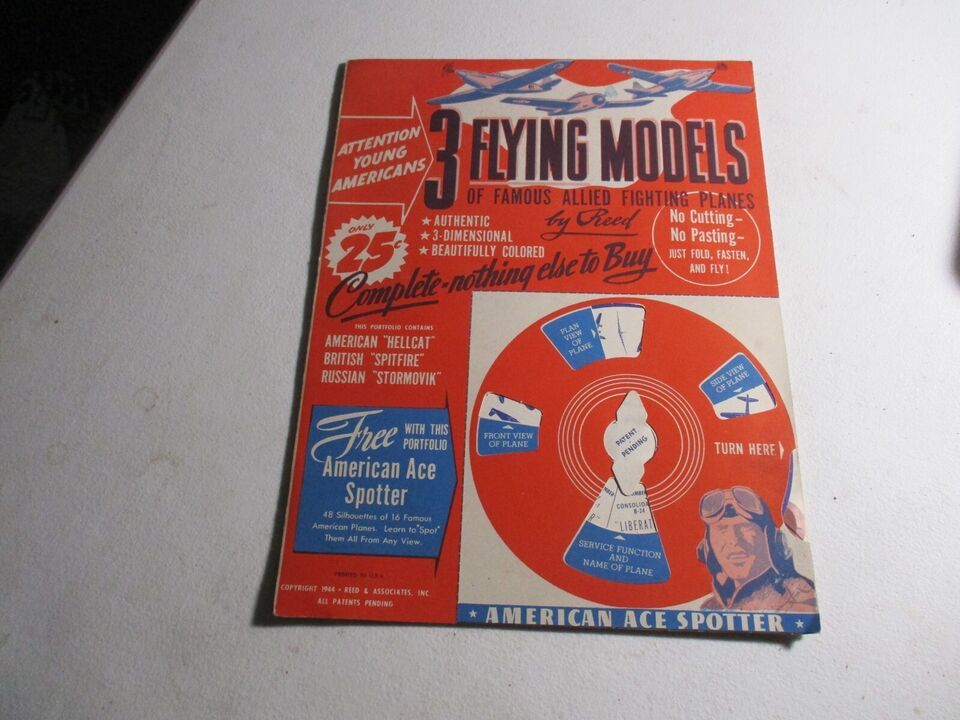 ATTENTION
YOUNG
AMERICANS
3 FLYING MODELS
OF FAMOUS ALLIED FIGHTING PLANES
by Reed
ONLY
25¢
★ AUTHENTIC
★ 3-DIMENSIONAL
★ BEAUTIFULLY COLORED
No Cutting-
No Pasting-
JUST FOLD, FASTEN,
AND FLY!
Complete - nothing else to Buy
THIS PORTFOLIO CONTAINS
AMERICAN "HELLCAT"
BRITISH "SPITFIRE"
RUSSIAN "STORMOVIK"
Free WITH THIS
PORTFOLIO
American Ace
Spotter
48 Silhouettes of 16 Famous
American Planes. Learn to "Spot"
Them All From Any View.
PRINTED IN U.S.A.
COPYRIGHT 1944 • REED & ASSOCIATES, INC.
ALL PATENTS PENDING
PLAN
VIEW
OF
PLANE
SIDE VIEW
OF PLANE
FRONT VIEW
OF PLANE
PATENT
PENDING
TURN HERE
CONSOLIDA
B-24
"LIBERAT
SERVICE FUNCTION
AND
NAME OF PLANE
★ AMERICAN ACE SPOTTER ★